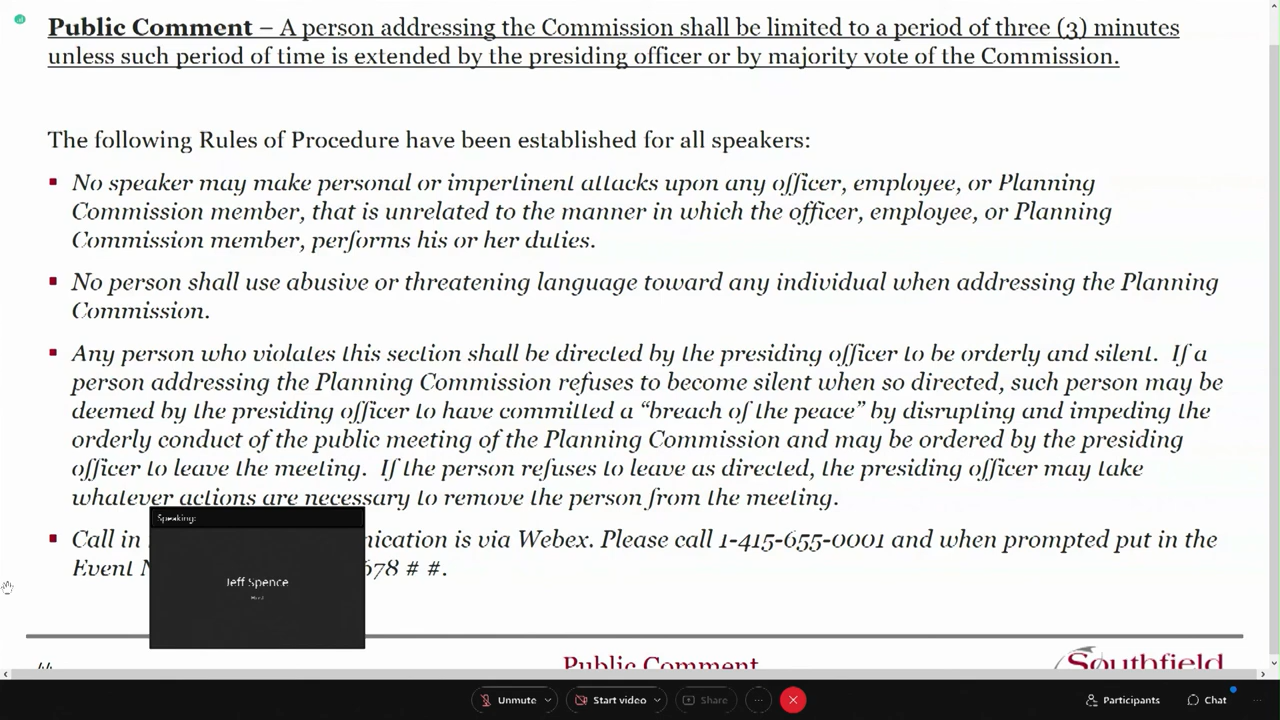 Public Comment – A person addressing the Commission shall be limited to a period of three (3) minutes
unless such period of time is extended by the presiding officer or by majority vote of the Commission.
The following Rules of Procedure have been established for all speakers:
▪ No speaker may make personal or impertinent attacks upon any officer, employee, or Planning
Commission member, that is unrelated to the manner in which the officer, employee, or Planning
Commission member, performs his or her duties.
▪ No person shall use abusive or threatening language toward any individual when addressing the Planning
Commission.
▪ Any person who violates this section shall be directed by the presiding officer to be orderly and silent. If a
person addressing the Planning Commission refuses to become silent when so directed, such person may be
deemed by the presiding officer to have committed a “breach of the peace” by disrupting and impeding the
orderly conduct of the public meeting of the Planning Commission and may be ordered by the presiding
officer to leave the meeting. If the person refuses to leave as directed, the presiding officer may take
whatever actions are necessary to remove the person from the meeting.
Speaking:
▪ Call in nication is via Webex. Please call 1-415-655-0001 and when prompted put in the
Event 678 # #.
Jeff Spence
44 Public Comment Southfield
Unmute Start video Share ... Participants Chat ...